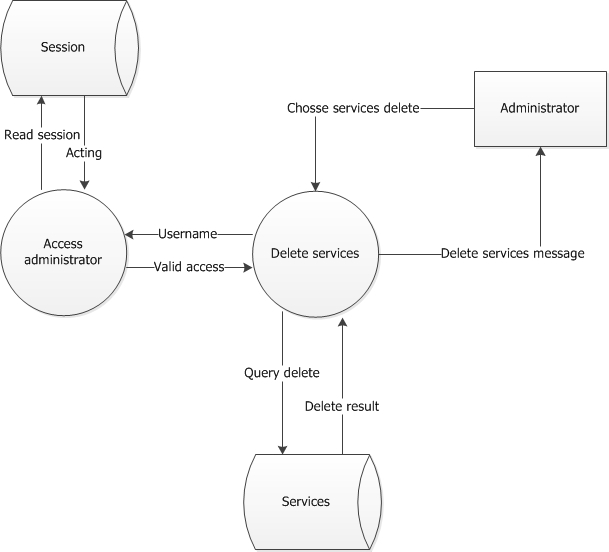 Session
Chosse services delete
Administrator
Read session
Acting
Access
administrator
Username
Valid access
Delete services
Delete services message
Query delete
Delete result
Services